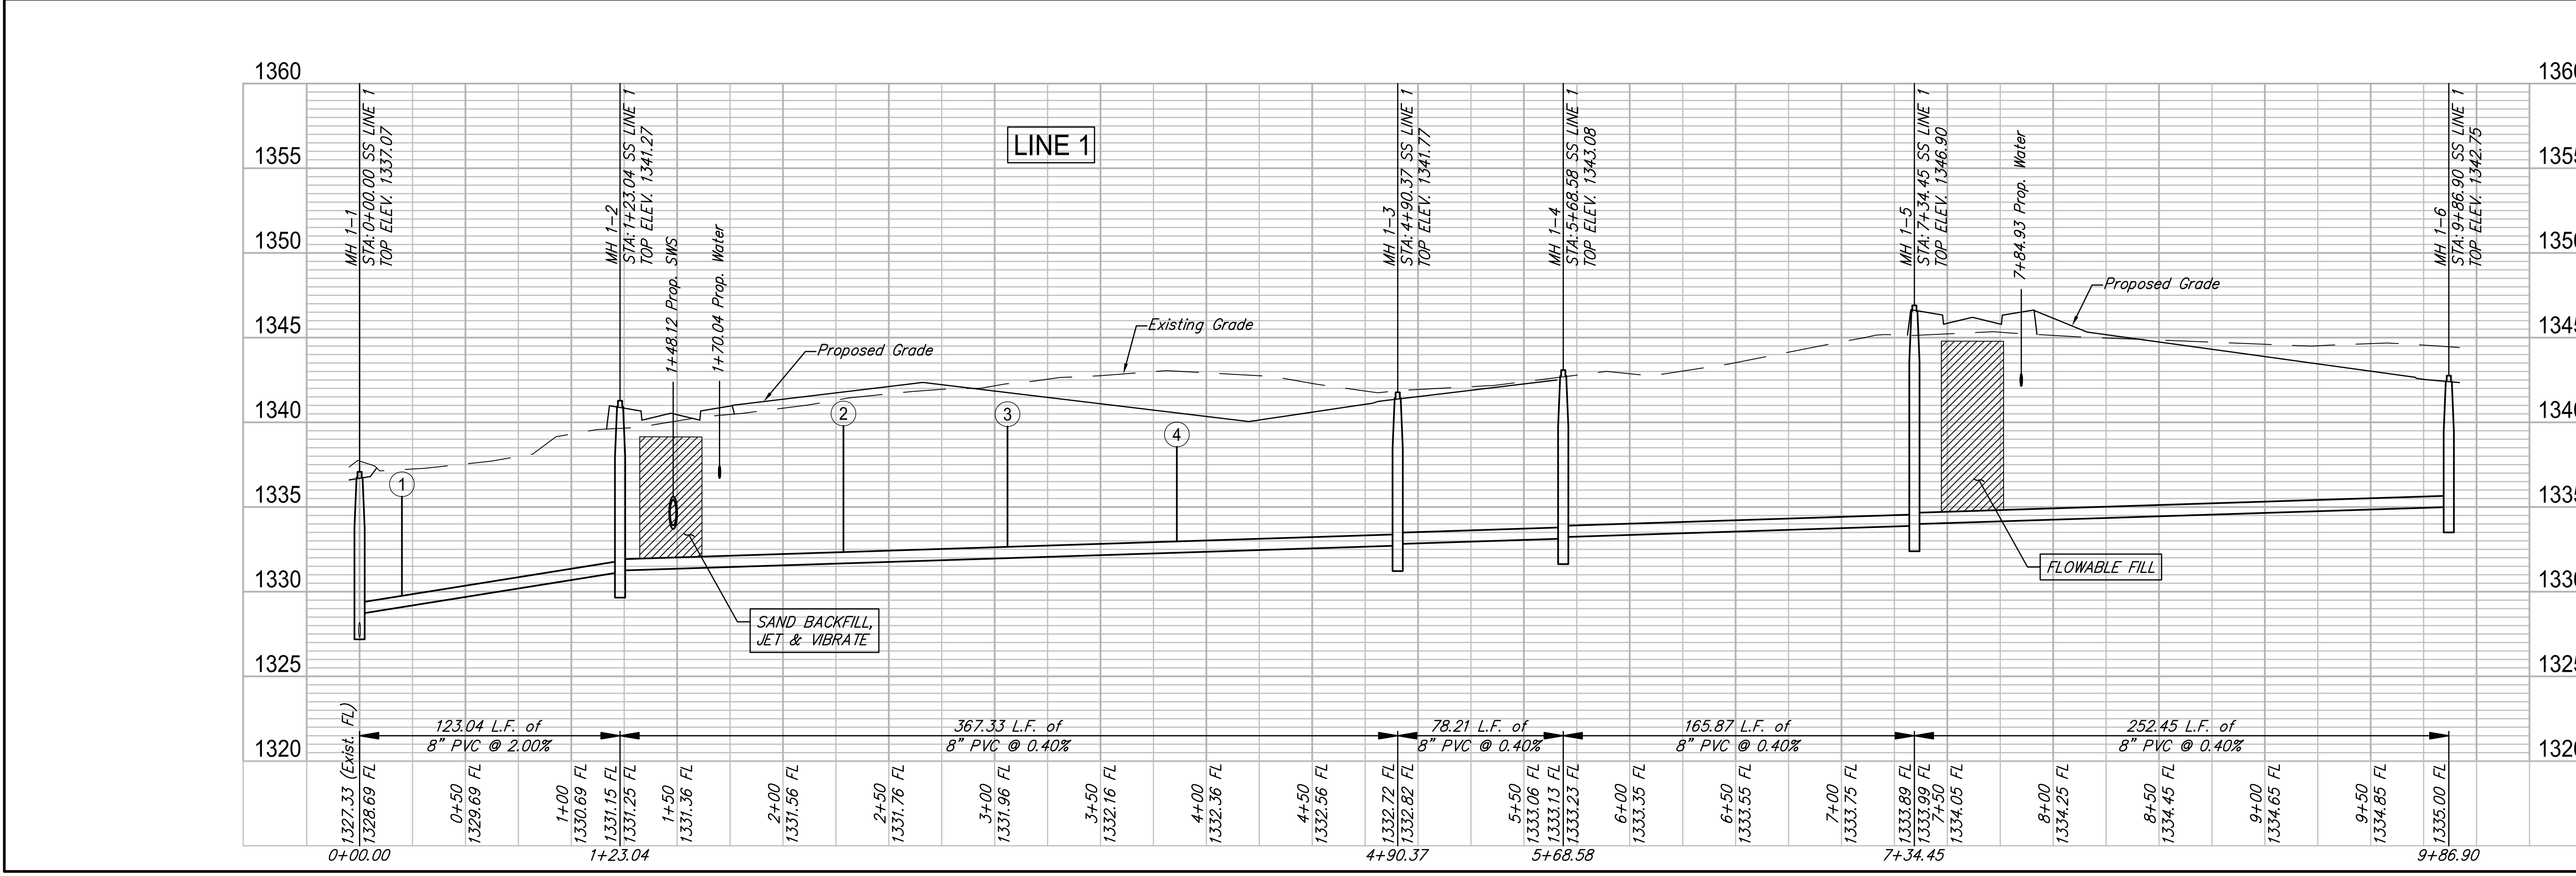 LINE 1
1360
1355
1350
1345
1340
1335
1330
1325
1320
MH 1-1
STA: 0+00.00 SS LINE 1
TOP ELEV. 1337.07
MH 1-2
STA: 1+23.04 SS LINE 1
TOP ELEV. 1341.27
1+48.12 Prop. SWS
1+70.04 Prop. Water
MH 1-3
STA: 4+90.37 SS LINE 1
TOP ELEV. 1341.77
MH 1-4
STA: 5+68.58 SS LINE 1
TOP ELEV. 1343.08
MH 1-5
STA: 7+34.45 SS LINE 1
TOP ELEV. 1346.90
7+84.93 Prop. Water
MH 1-6
STA: 9+86.90 SS LINE 1
TOP ELEV. 1342.75
Proposed Grade
Existing Grade
Proposed Grade
1
2
3
4
SAND BACKFILL,
JET & VIBRATE
FLOWABLE FILL
123.04 L.F. of
8" PVC @ 2.00%
367.33 L.F. of
8" PVC @ 0.40%
78.21 L.F. of
8" PVC @ 0.40%
165.87 L.F. of
8" PVC @ 0.40%
252.45 L.F. of
8" PVC @ 0.40%
1327.33 (Exist. FL)
1328.69 FL
0+50
1329.69 FL
1+00
1330.69 FL
1331.15 FL
1331.25 FL
1+50
1331.36 FL
2+00
1331.56 FL
2+50
1331.76 FL
3+00
1331.96 FL
3+50
1332.16 FL
4+00
1332.36 FL
4+50
1332.56 FL
1332.72 FL
1332.82 FL
5+50
1333.06 FL
1333.13 FL
1333.23 FL
6+00
1333.35 FL
6+50
1333.55 FL
7+00
1333.75 FL
1333.89 FL
1333.99 FL
7+50
1334.05 FL
8+00
1334.25 FL
8+50
1334.45 FL
9+00
1334.65 FL
9+50
1334.85 FL
1335.00 FL
0+00.00
1+23.04
4+90.37
5+68.58
7+34.45
9+86.90